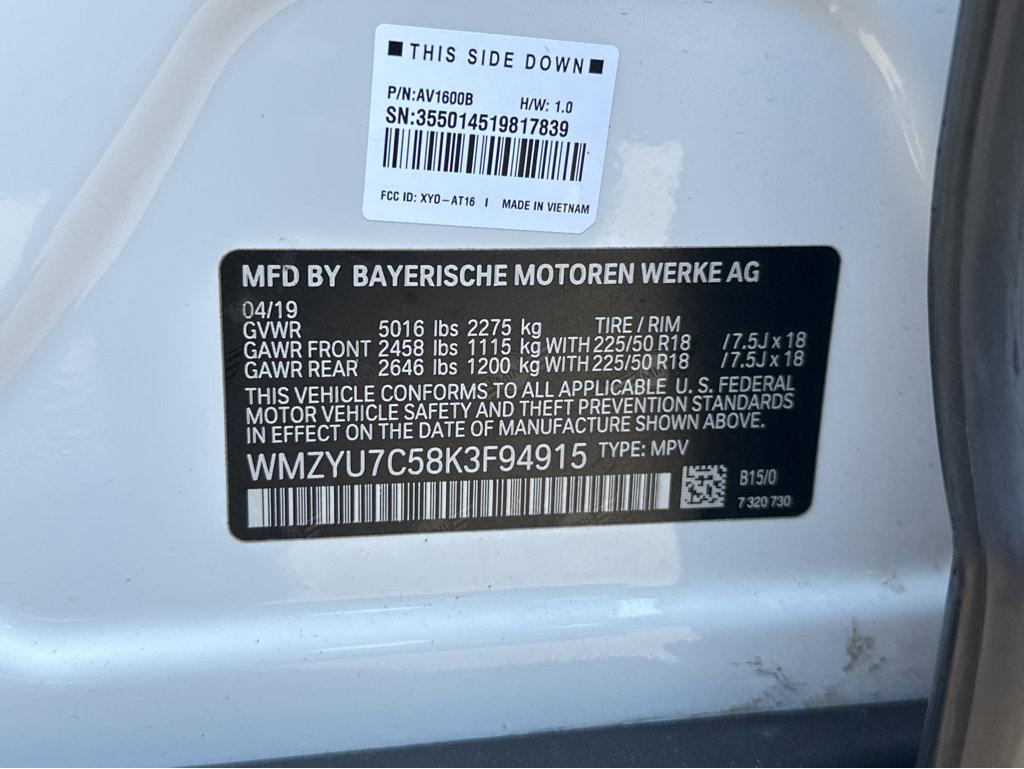 ■ THIS SIDE DOWN ■
P/N:AV1600B H/W: 1.0
SN:355014519817839
FCC ID: XYO-AT16 I MADE IN VIETNAM
MFD BY BAYERISCHE MOTOREN WERKE AG
04/19
GVWR 5016 lbs 2275 kg TIRE / RIM
GAWR FRONT 2458 lbs 1115 kg WITH 225/50 R18 /7.5J x 18
GAWR REAR 2646 lbs 1200 kg WITH 225/50 R18 /7.5J x 18
THIS VEHICLE CONFORMS TO ALL APPLICABLE U. S. FEDERAL
MOTOR VEHICLE SAFETY AND THEFT PREVENTION STANDARDS
IN EFFECT ON THE DATE OF MANUFACTURE SHOWN ABOVE.
WMZYU7C58K3F94915 TYPE: MPV
B15/0
7 320 730